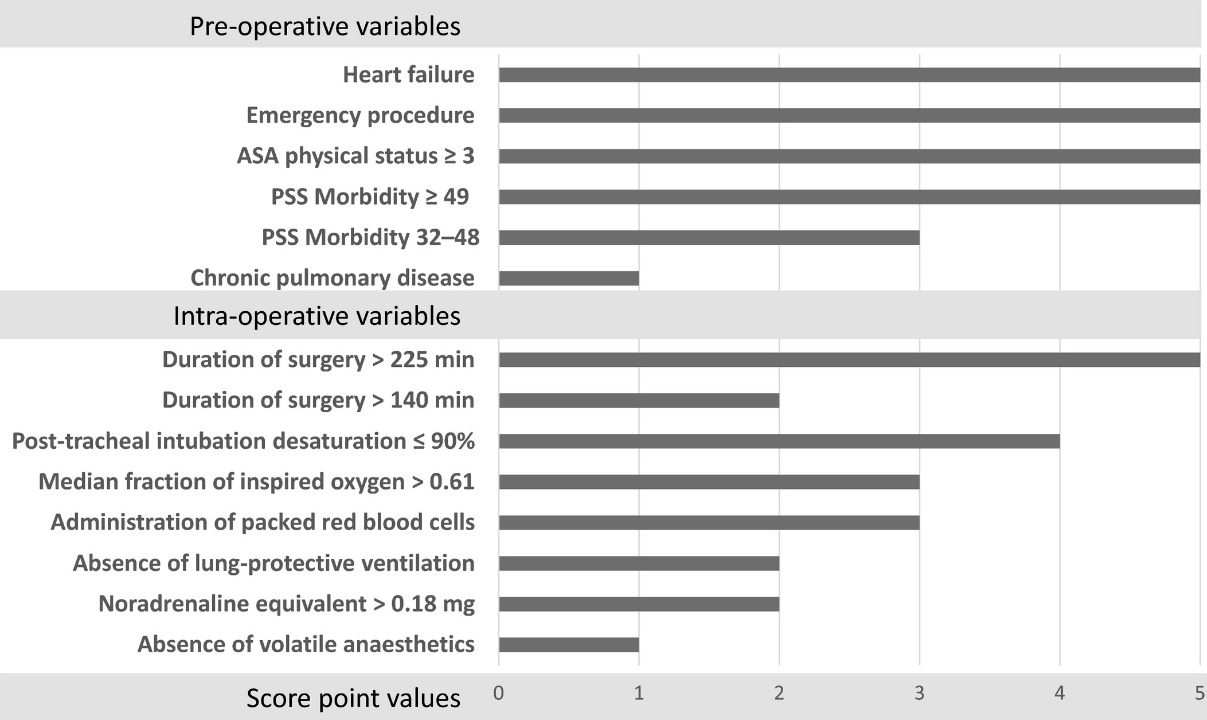 Pre-operative variables
Heart failure
Emergency procedure
ASA physical status ≥ 3
PSS Morbidity ≥ 49
PSS Morbidity 32–48
Chronic pulmonary disease
Intra-operative variables
Duration of surgery > 225 min
Duration of surgery > 140 min
Post-tracheal intubation desaturation ≤ 90%
Median fraction of inspired oxygen > 0.61
Administration of packed red blood cells
Absence of lung-protective ventilation
Noradrenaline equivalent > 0.18 mg
Absence of volatile anaesthetics
Score point values 0 1 2 3 4 5